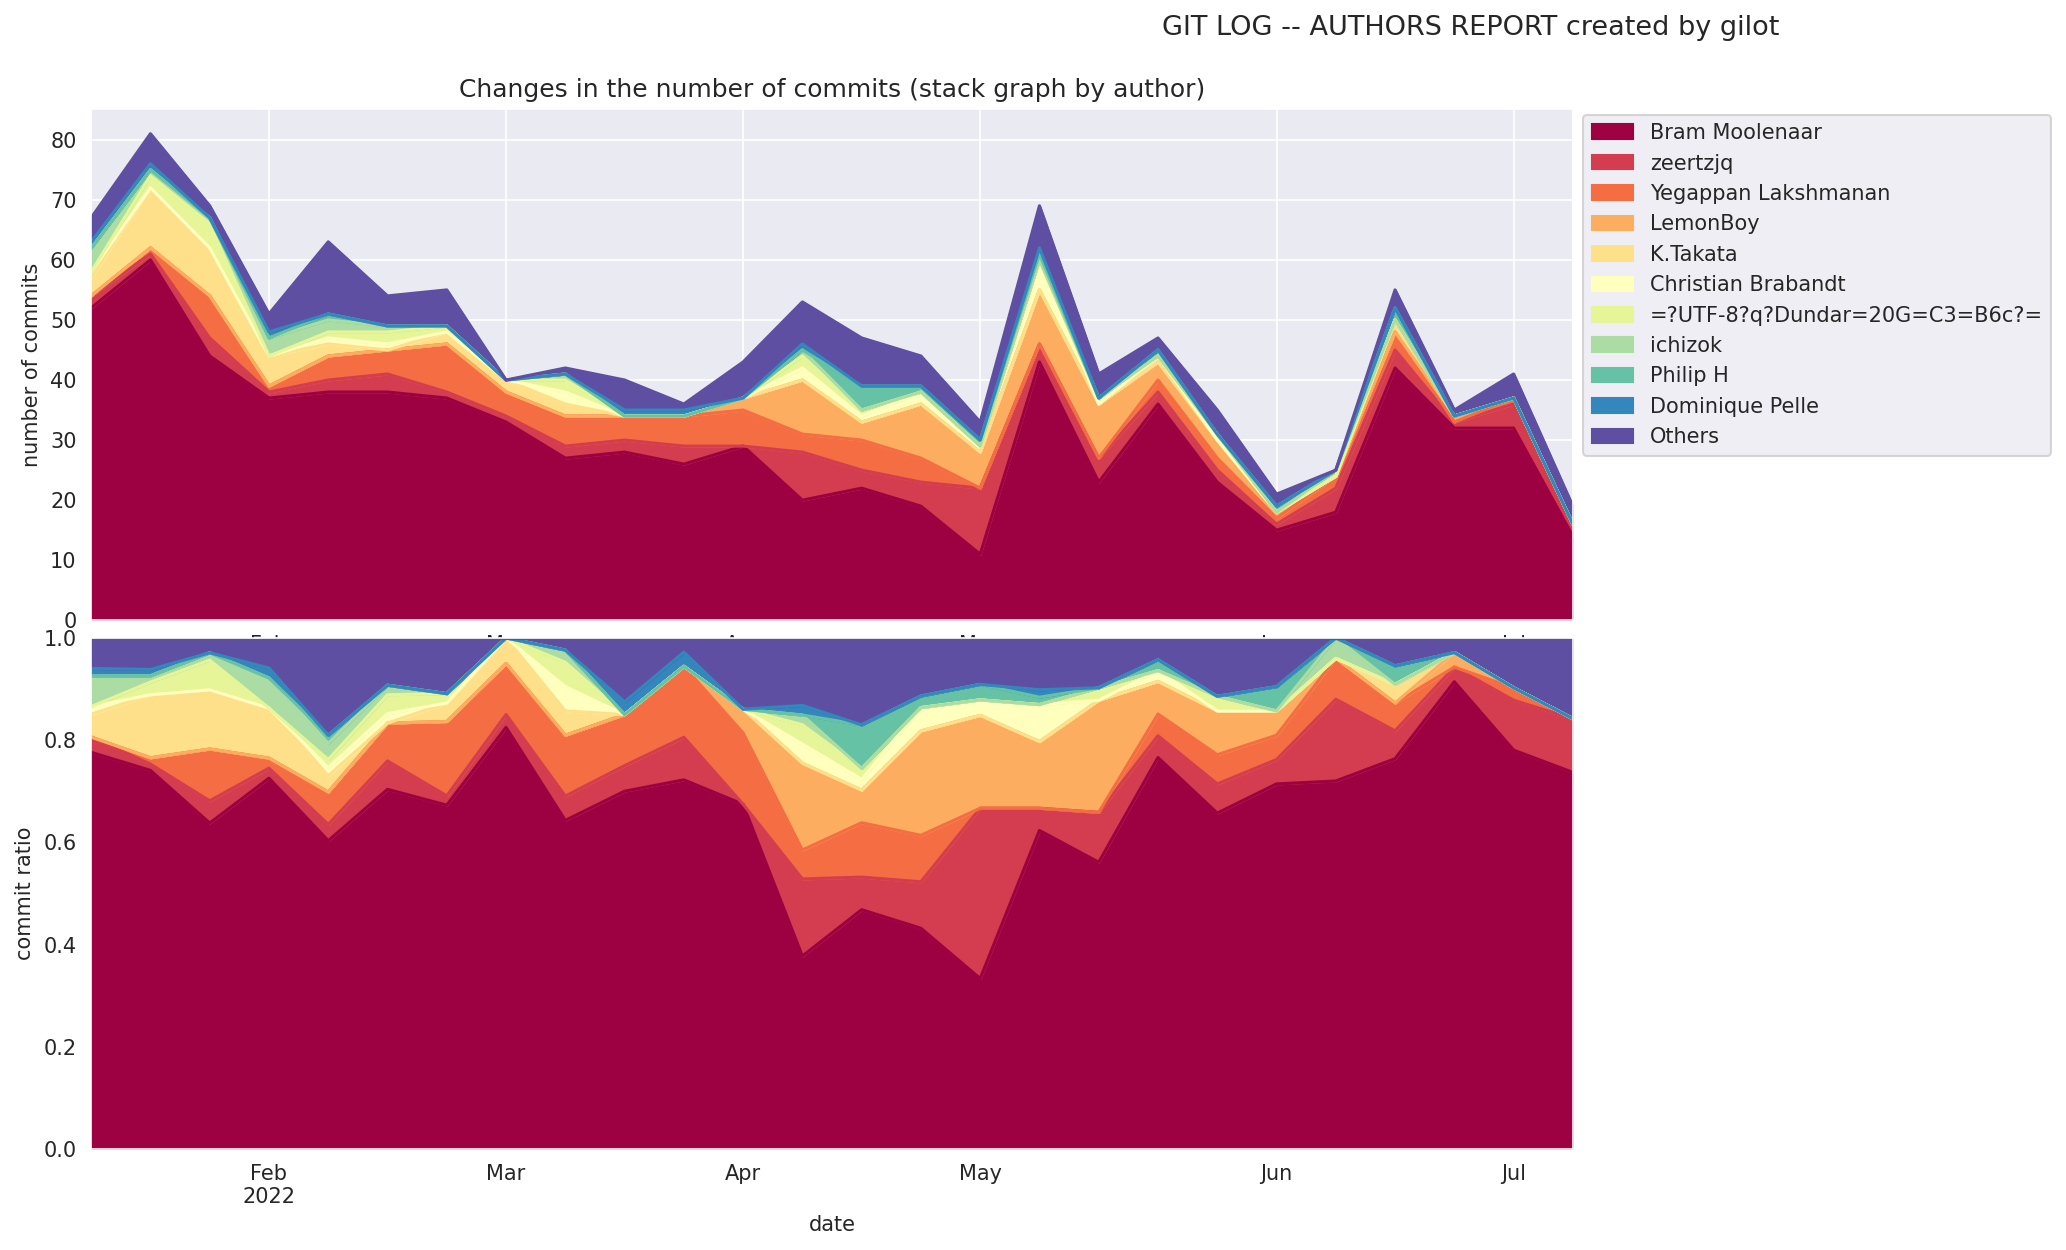 GIT LOG -- AUTHORS REPORT created by gilot
Changes in the number of commits (stack graph by author)
number of commits
80
70
60
50
40
30
20
10
0
Bram Moolenaar
zeertzjq
Yegappan Lakshmanan
LemonBoy
K.Takata
Christian Brabandt
=?UTF-8?q?Dundar=20G=C3=B6c?=
ichizok
Philip H
Dominique Pelle
Others
commit ratio
1.0
0.8
0.6
0.4
0.2
0.0
Feb Mar Apr May Jun Jul
2022
date